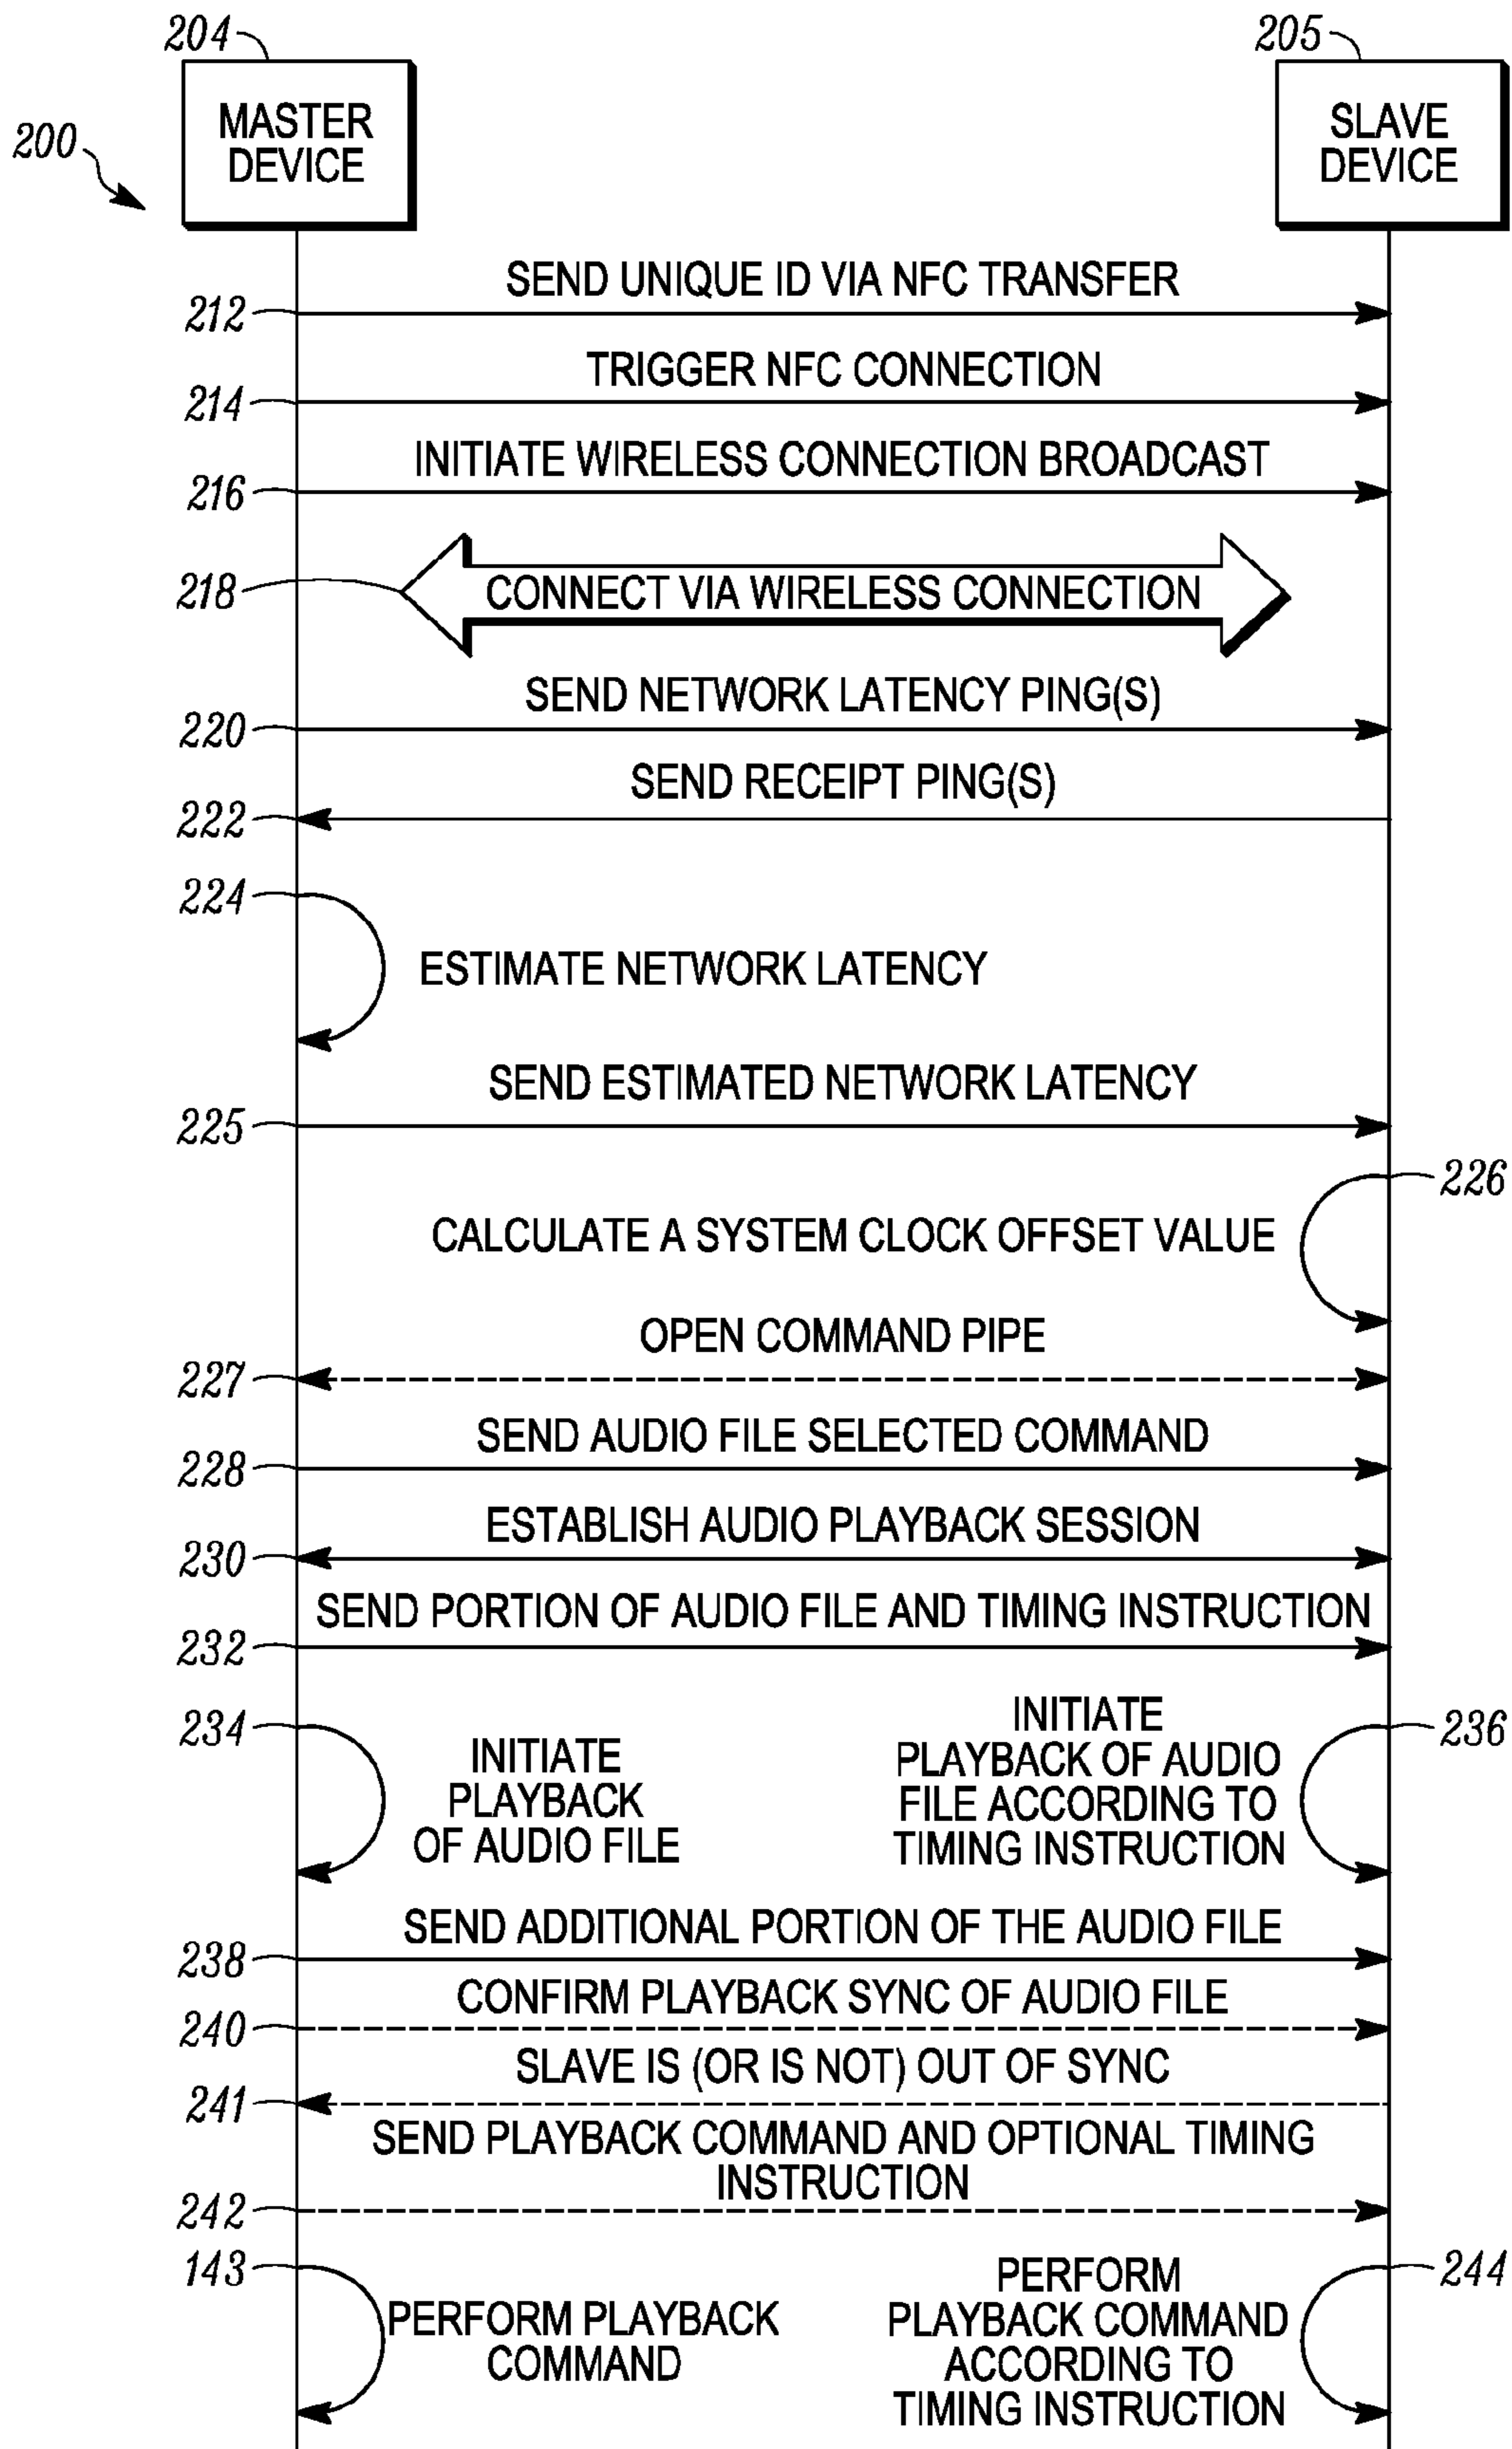 204
205
MASTER
DEVICE
SLAVE
DEVICE
200
SEND UNIQUE ID VIA NFC TRANSFER
212
TRIGGER NFC CONNECTION
214
INITIATE WIRELESS CONNECTION BROADCAST
216
218
CONNECT VIA WIRELESS CONNECTION
SEND NETWORK LATENCY PING(S)
220
SEND RECEIPT PING(S)
222
224
ESTIMATE NETWORK LATENCY
SEND ESTIMATED NETWORK LATENCY
225
226
CALCULATE A SYSTEM CLOCK OFFSET VALUE
OPEN COMMAND PIPE
227
SEND AUDIO FILE SELECTED COMMAND
228
ESTABLISH AUDIO PLAYBACK SESSION
230
SEND PORTION OF AUDIO FILE AND TIMING INSTRUCTION
232
234
INITIATE
PLAYBACK
OF AUDIO FILE
INITIATE
PLAYBACK OF AUDIO
FILE ACCORDING TO
TIMING INSTRUCTION
236
SEND ADDITIONAL PORTION OF THE AUDIO FILE
238
CONFIRM PLAYBACK SYNC OF AUDIO FILE
240
SLAVE IS (OR IS NOT) OUT OF SYNC
241
SEND PLAYBACK COMMAND AND OPTIONAL TIMING
INSTRUCTION
242
143
PERFORM PLAYBACK
COMMAND
PERFORM
PLAYBACK COMMAND
ACCORDING TO
TIMING INSTRUCTION
244